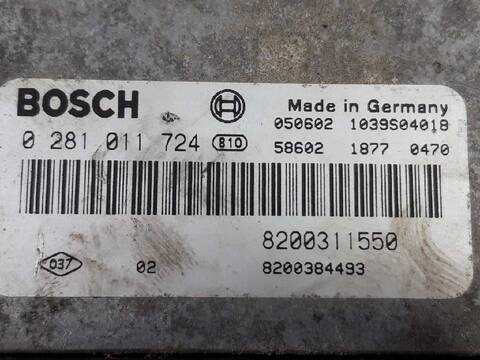 BOSCH
Made in Germany
050602 1039S04018
0 281 011 724 B10
58602 1877 0470
8200311550
037 02 8200384493